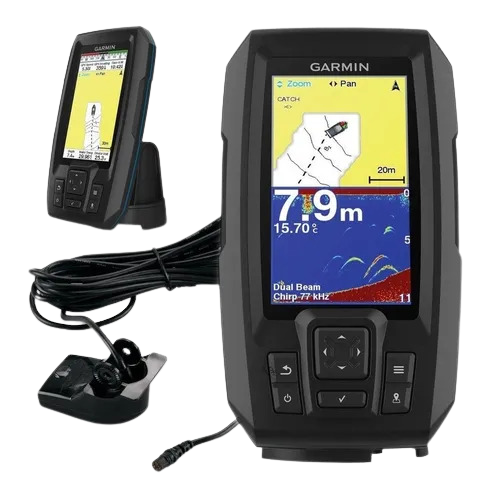 GARMIN
GARMIN
Zoom Pan
CATCH
20m
7.9m
15.70 °C
0
5
Dual Beam
Chirp 77 kHz
11